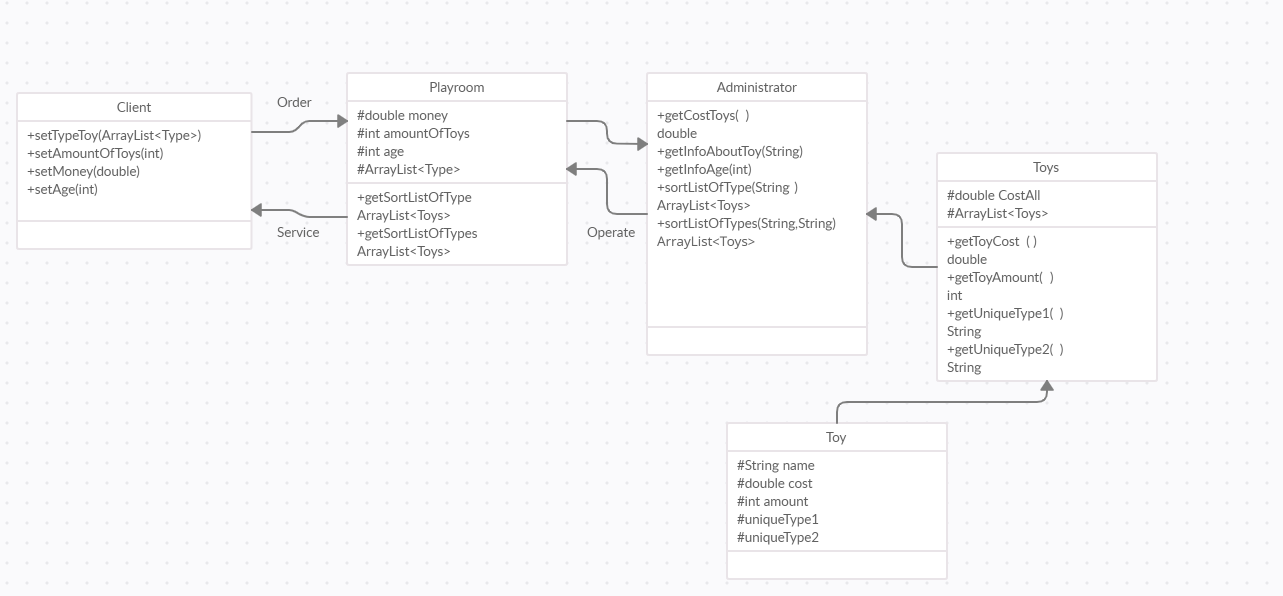 Client
+setTypeToy(ArrayList<Type>)
+setAmountOfToys(int)
+setMoney(double)
+setAge(int)
Order
Service
Playroom
#double money
#int amountOfToys
#int age
#ArrayList<Type>
+getSortListOfType
ArrayList<Toys>
+getSortListOfTypes
ArrayList<Toys>
Operate
Administrator
+getCostToys(  )
double
+getInfoAboutToy(String)
+getInfoAge(int)
+sortListOfType(String )
ArrayList<Toys>
+sortListOfTypes(String,String)
ArrayList<Toys>
Toys
#double CostAll
#ArrayList<Toys>
+getToyCost  ( )
double
+getToyAmount(  )
int
+getUniqueType1(  )
String
+getUniqueType2(  )
String
Toy
#String name
#double cost
#int amount
#uniqueType1
#uniqueType2